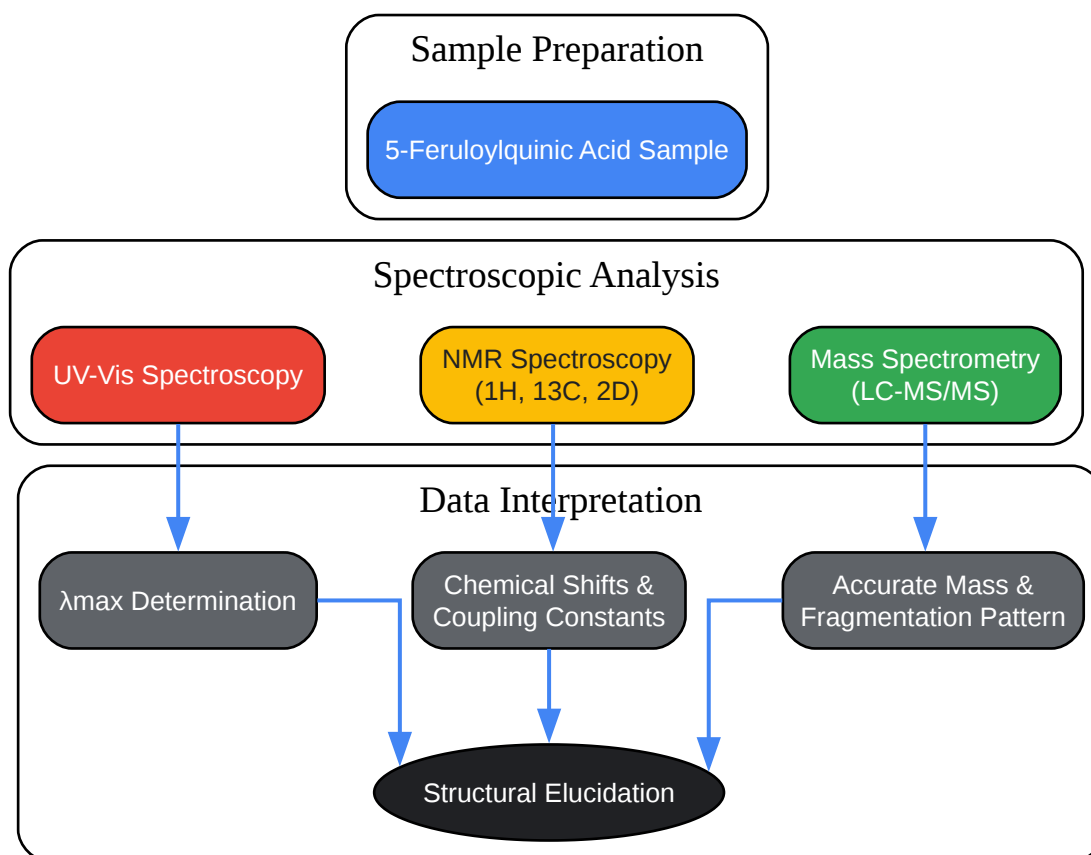 Sample Preparation
5-Feruloylquinic Acid Sample
Spectroscopic Analysis
UV-Vis Spectroscopy
NMR Spectroscopy
(1H, 13C, 2D)
Mass Spectrometry
(LC-MS/MS)
Data Interpretation
λmax Determination
Chemical Shifts &
Coupling Constants
Accurate Mass &
Fragmentation Pattern
Structural Elucidation